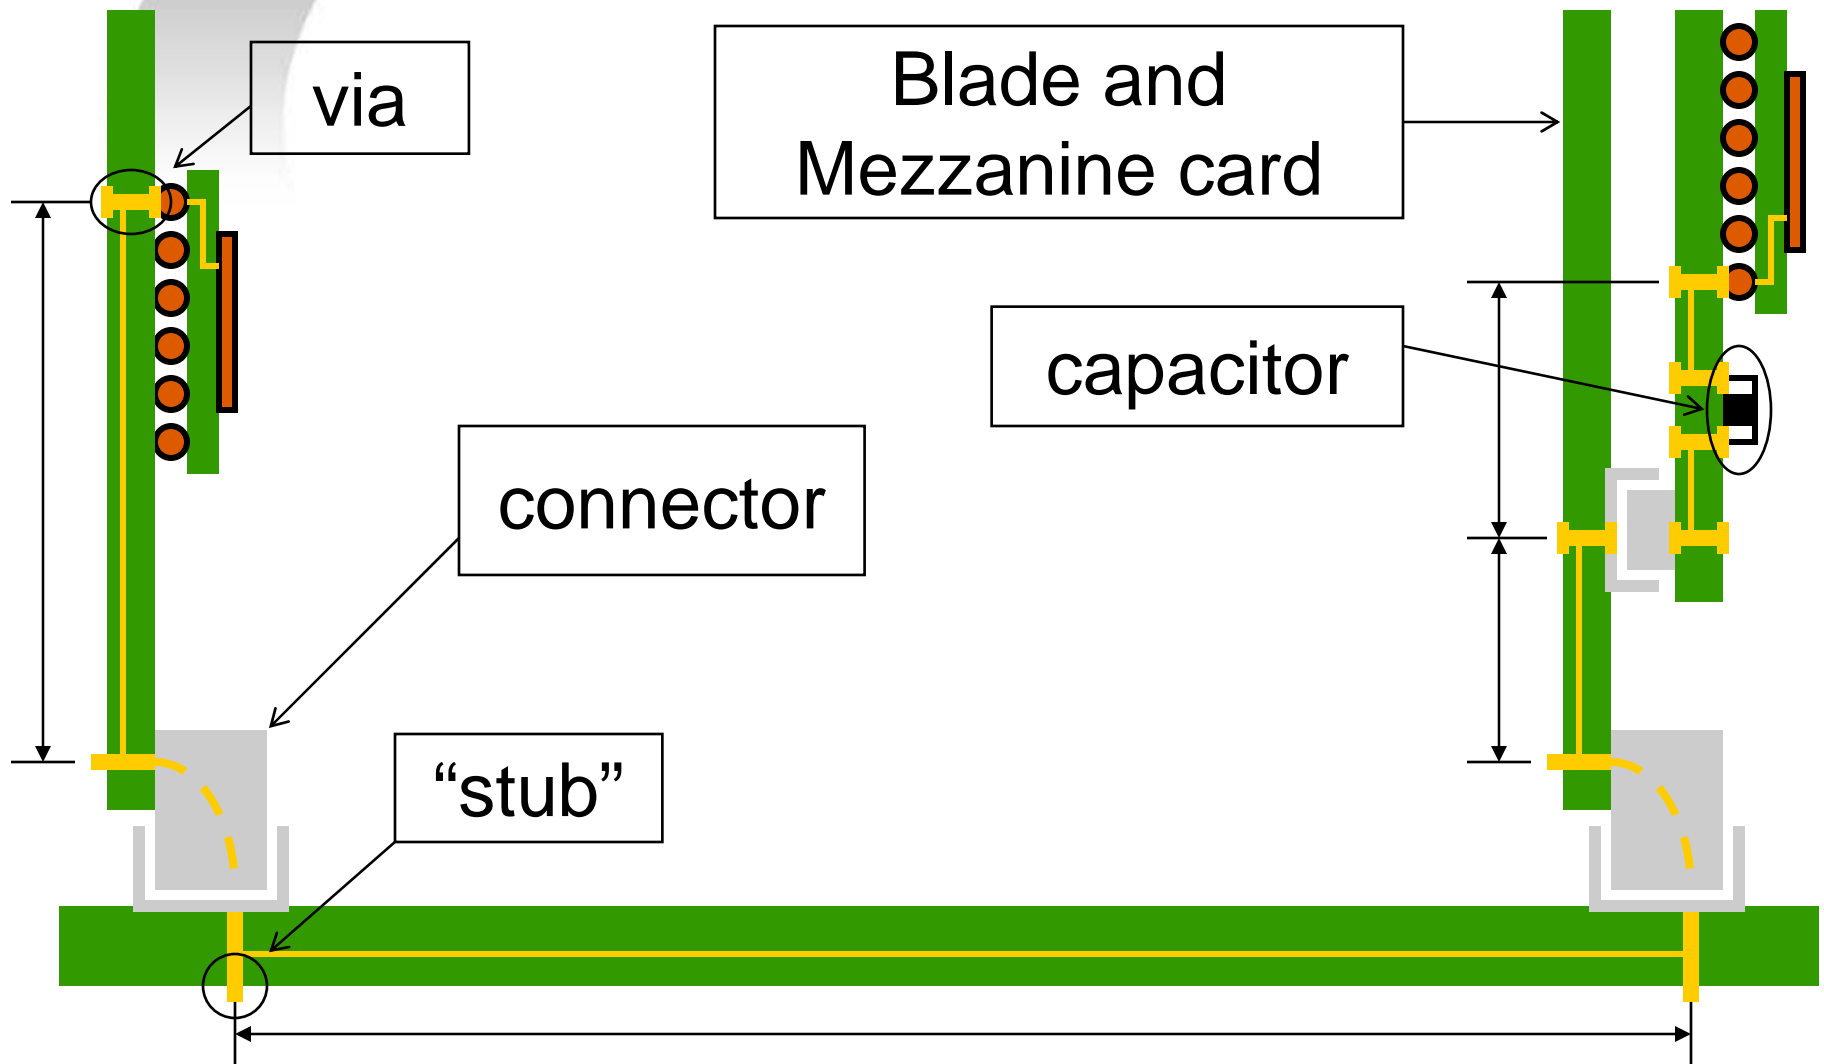 via
Blade and
Mezzanine card
capacitor
connector
“stub”